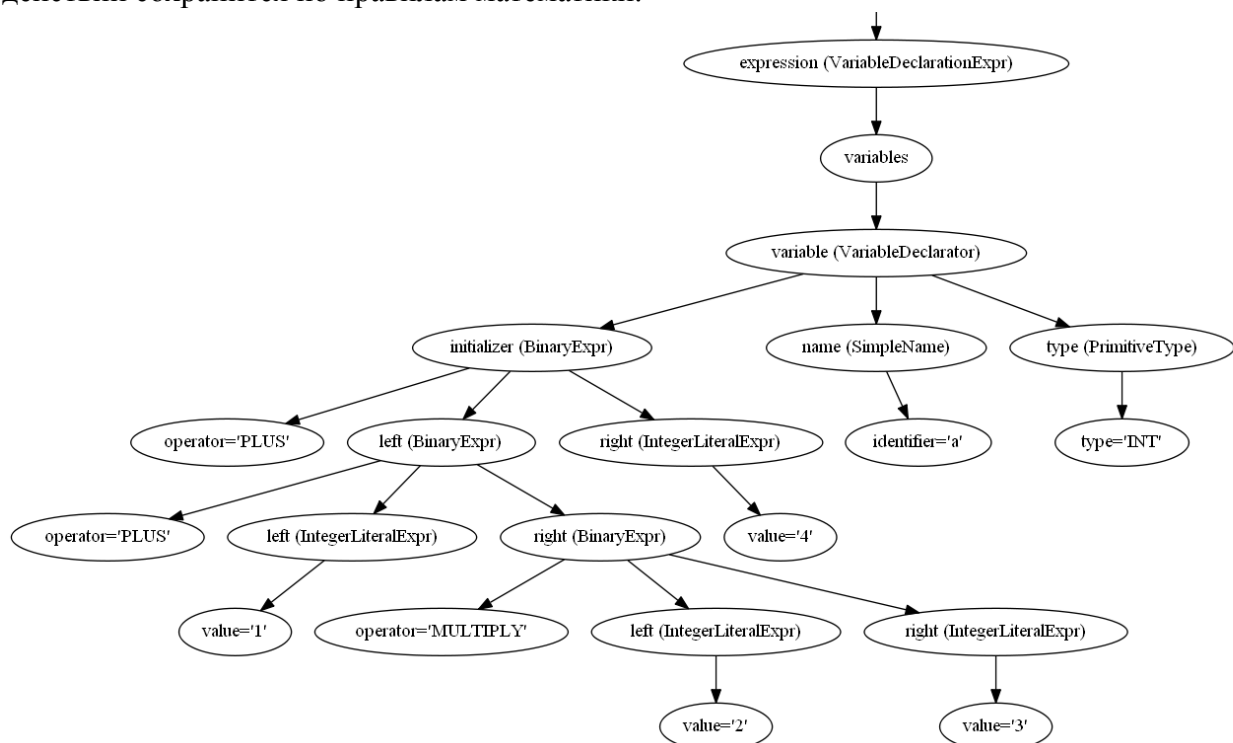 действий сохранится по правилам математики.
expression (VariableDeclarationExpr)
variables
variable (VariableDeclarator)
initializer (BinaryExpr)
name (SimpleName)
type (PrimitiveType)
operator='PLUS'
left (BinaryExpr)
right (IntegerLiteralExpr)
identifier='a'
type='INT'
operator='PLUS'
left (IntegerLiteralExpr)
right (BinaryExpr)
value='4'
value='1'
operator='MULTIPLY'
left (IntegerLiteralExpr)
right (IntegerLiteralExpr)
value='2'
value='3'